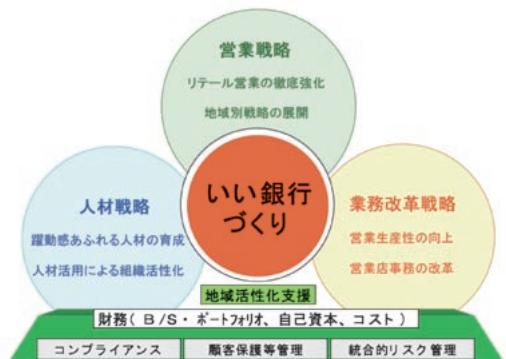 営業戦略
リテール営業の徹底強化
地域別戦略の展開
いい銀行
づくり
人材戦略
躍動感あふれる人材の育成
人材活用による組織活性化
業務改革戦略
営業生産性の向上
営業店事務の改革
地域活性化支援
財務(B/S・ポートフォリオ、自己資本、コスト)
コンプライアンス
顧客保護等管理
統合的リスク管理